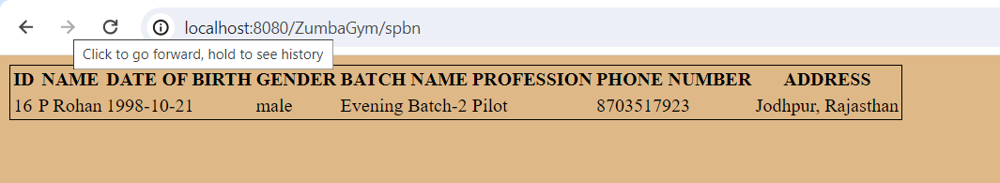 localhost:8080/ZumbaGym/spbn
Click to go forward, hold to see history
ID NAME DATE OF BIRTH GENDER BATCH NAME PROFESSION PHONE NUMBER ADDRESS
16 P Rohan 1998-10-21 male Evening Batch-2 Pilot 8703517923 Jodhpur, Rajasthan